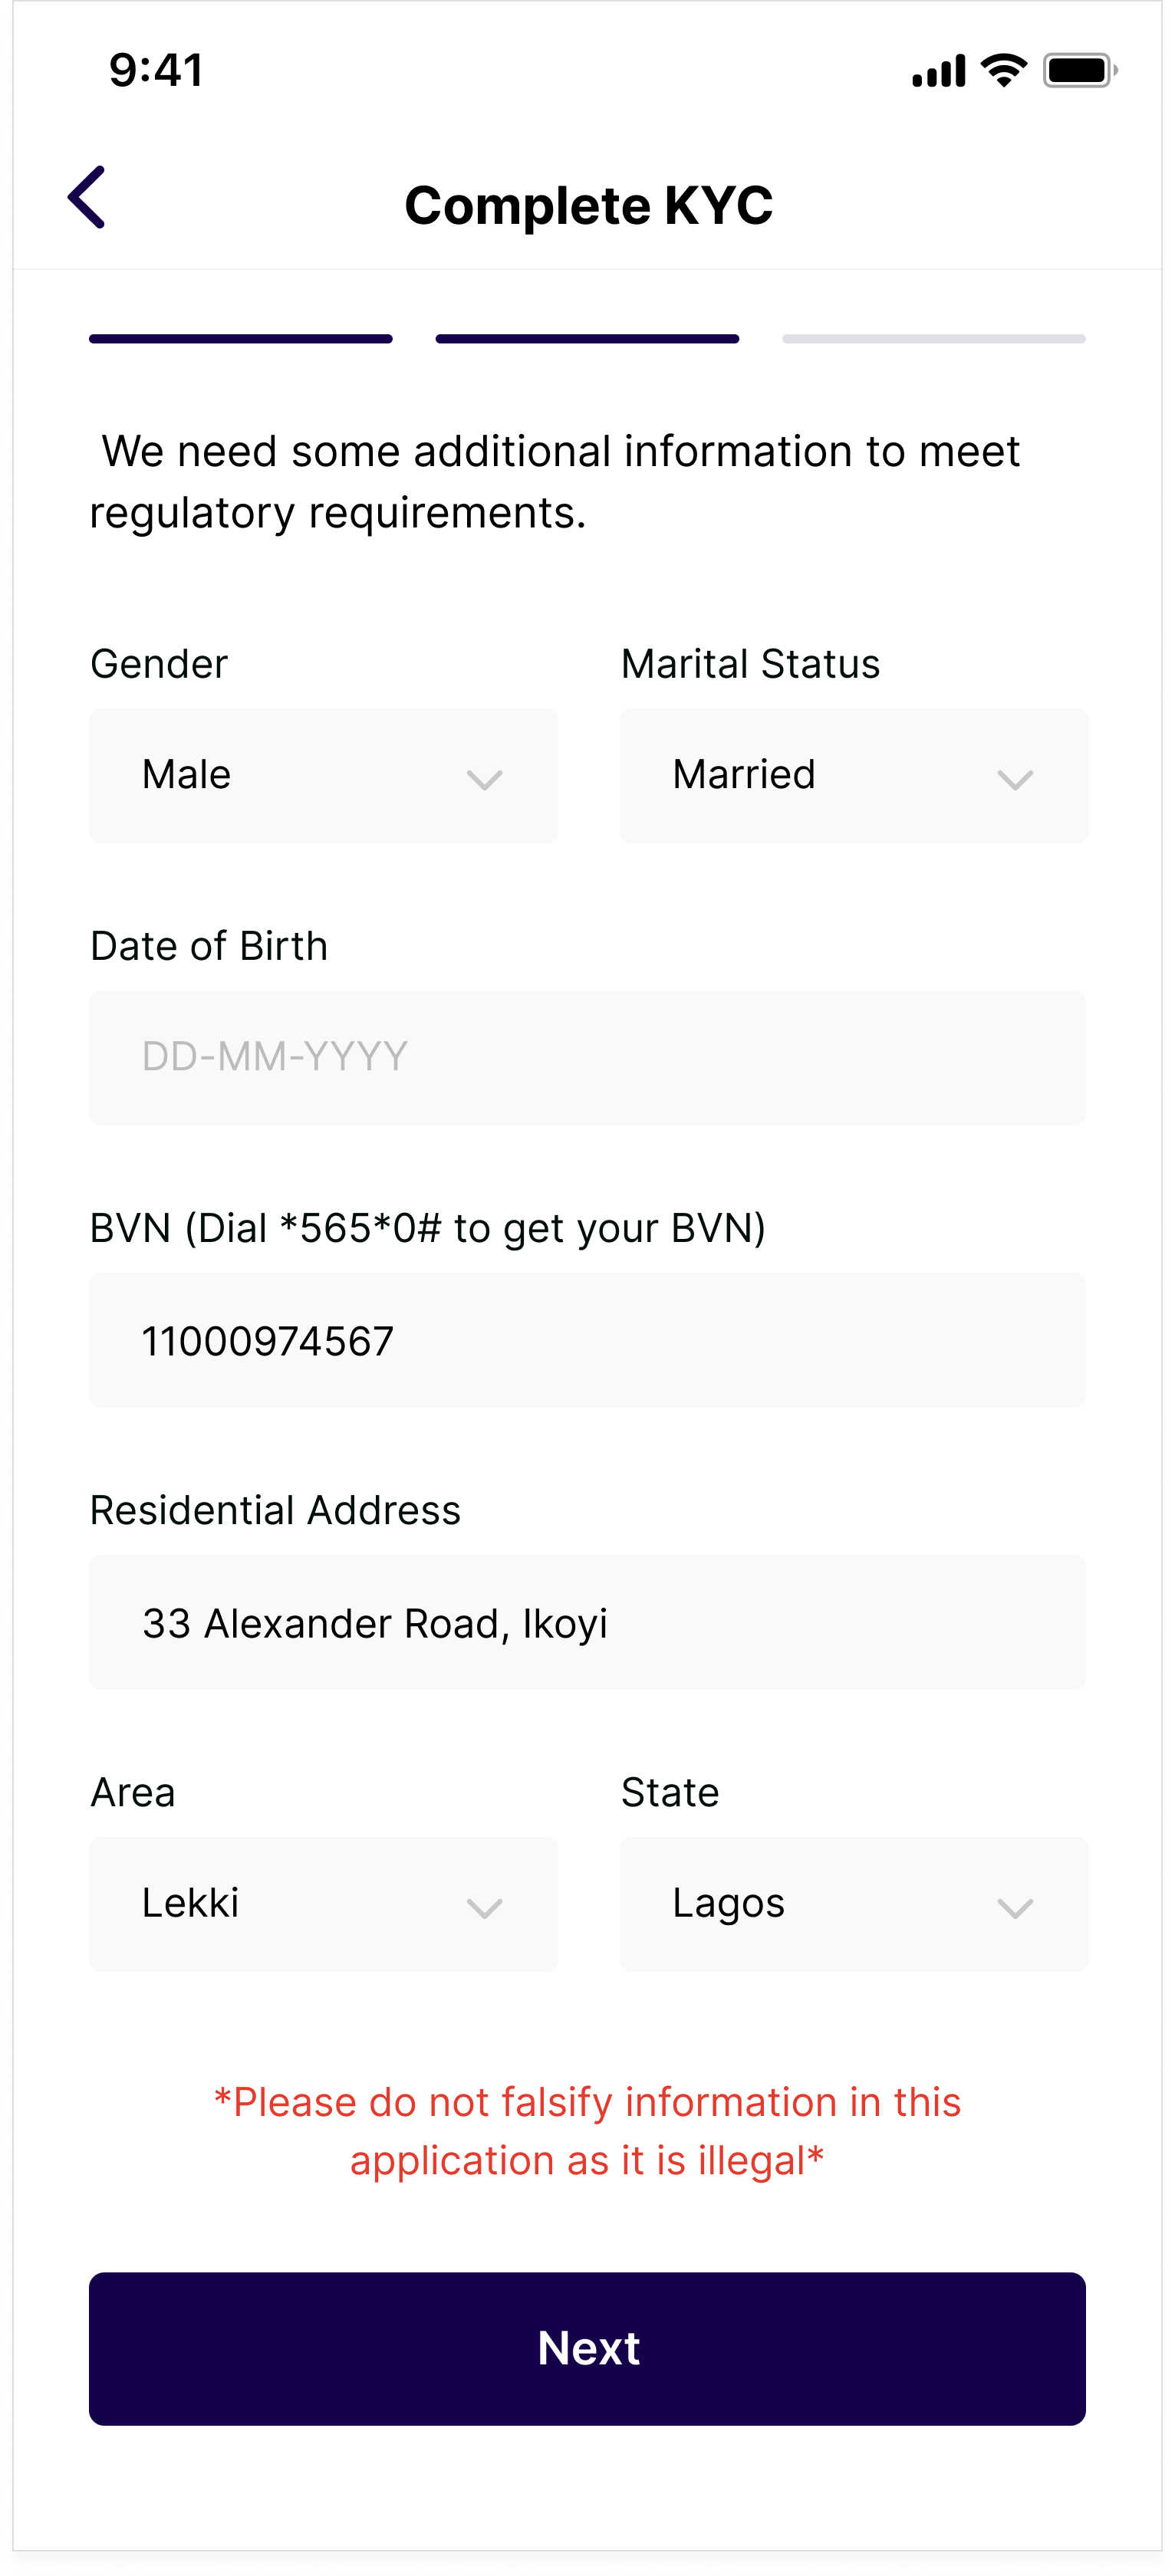 9:41
Complete KYC
We need some additional information to meet
regulatory requirements.
Gender
Marital Status
Male
Married
Date of Birth
DD-MM-YYYY
BVN (Dial *565*0# to get your BVN)
11000974567
Residential Address
33 Alexander Road, Ikoyi
Area
State
Lekki
Lagos
*Please do not falsify information in this
application as it is illegal*
Next